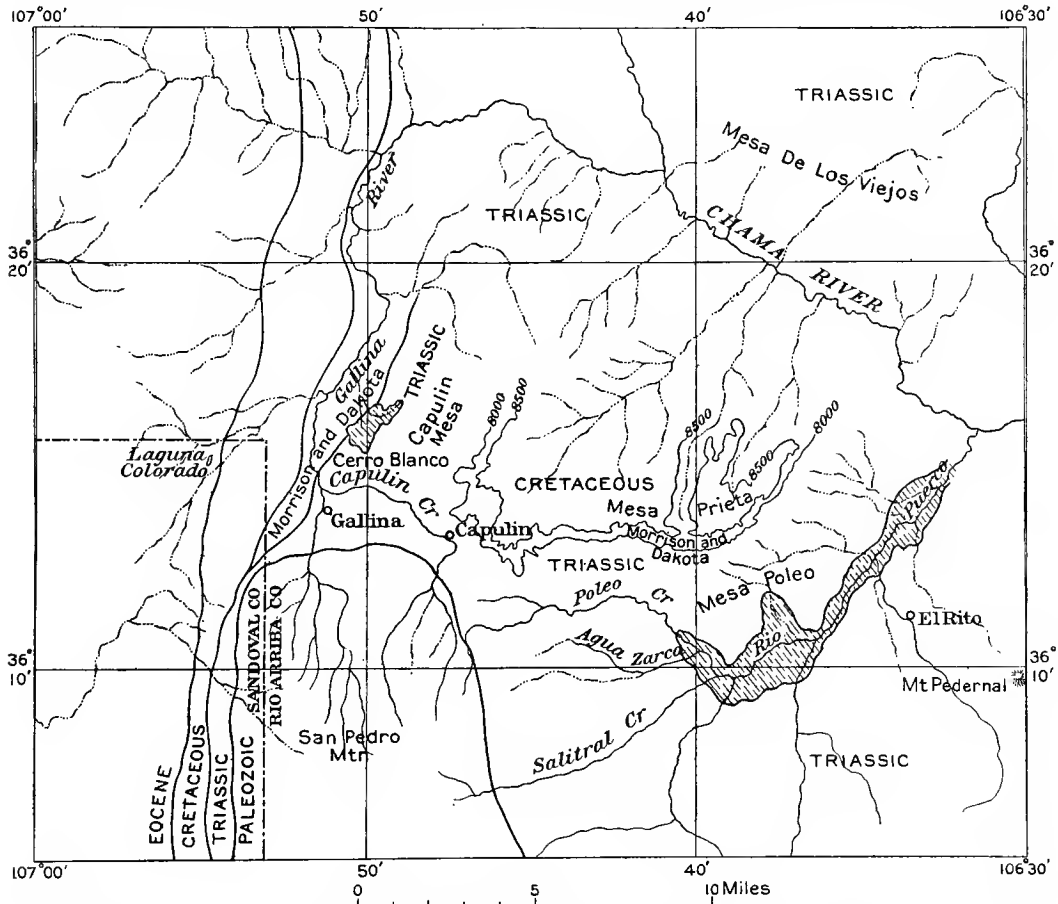 107°00'
50'
40'
106°30'
TRIASSIC
Mesa De Los Viejos
River
TRIASSIC
CHAMA RIVER
36°
20'
36°
20'
Gallina
Morrison and Dakota
TRIASSIC
Capulin
Mesa
8000
8500
8500
8500
8000
Laguna
Colorado
Cerro Blanco
Capulin Cr
CRETACEOUS
Mesa Prieta
Gallina
Capulin
Morrison and
Dakota
Puerco
TRIASSIC
Poleo Cr
Mesa Poleo
El Rito
SANDOVAL CO
RIO ARRIBA CO
Agua Zarca
Rio
36°
10'
36°
10'
Mt Pedernal
San Pedro
Mtn
Salitral Cr
TRIASSIC
EOCENE
CRETACEOUS
TRIASSIC
PALEOZOIC
107°00'
50'
40'
106°30'
0 5 10 Miles